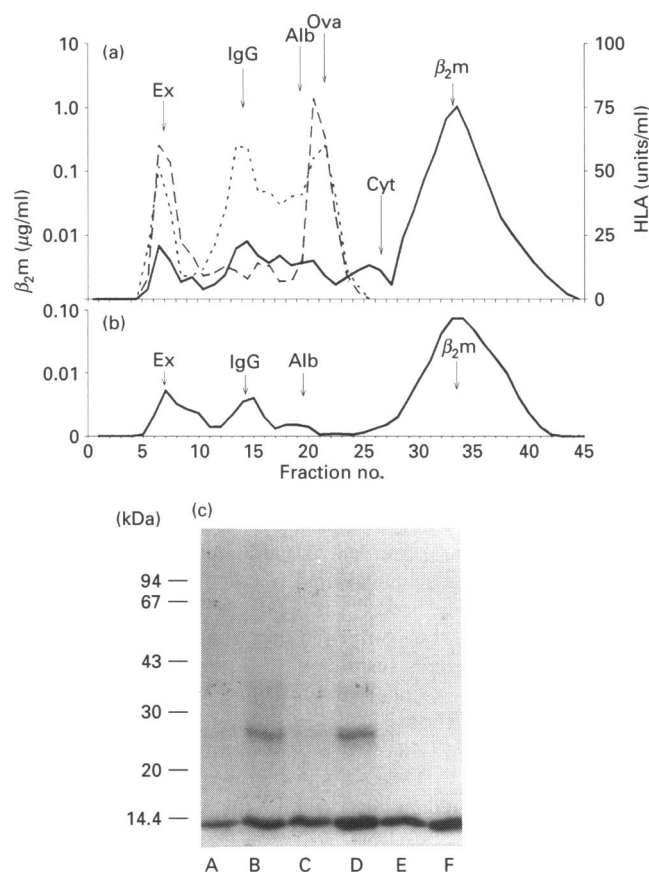 (a)
Ex
IgG
Alb
Ova
Cyt
β₂m
10
1.0
0.1
0.01
β₂m (μg/ml)
100
75
50
25
0
HLA (units/ml)
(b)
Ex
IgG
Alb
β₂m
0.10
0.01
0
0 5 10 15 20 25 30 35 40 45
Fraction no.
(kDa) (c)
94
67
43
30
20
14.4
A B C D E F